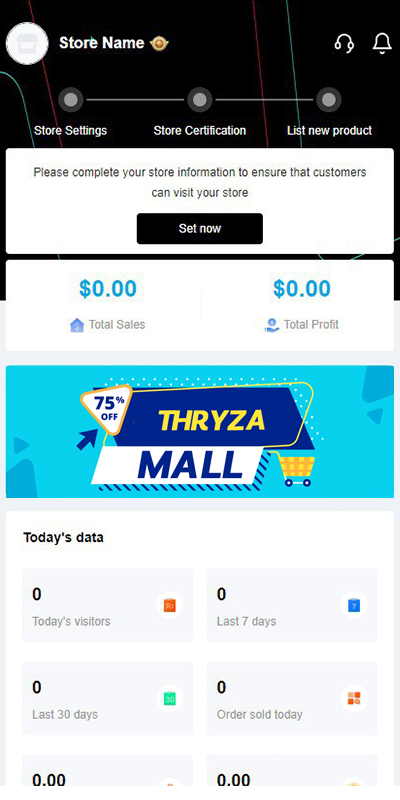 Store Name
Store Settings
Store Certification
List new product
Please complete your store information to ensure that customers
can visit your store
Set now
$0.00
$0.00
Total Sales
Total Profit
75%
OFF
THRYZA
MALL
Today's data
0
0
Today's visitors
7
Last 7 days
0
0
30
Last 30 days
Order sold today
0.00
0.00